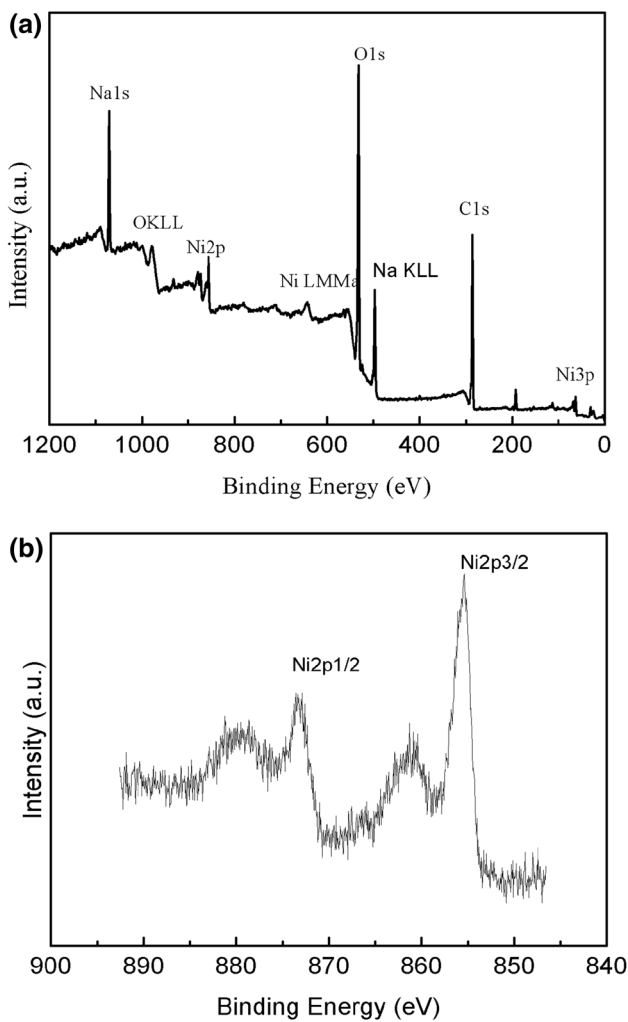 (a)
O1s
Na1s
C1s
OKLL
Ni2p
Ni LMMa
Na KLL
Ni3p
Intensity (a.u.)
1200 1000 800 600 400 200 0
Binding Energy (eV)
(b)
Ni2p3/2
Ni2p1/2
Intensity (a.u.)
900 890 880 870 860 850 840
Binding Energy (eV)